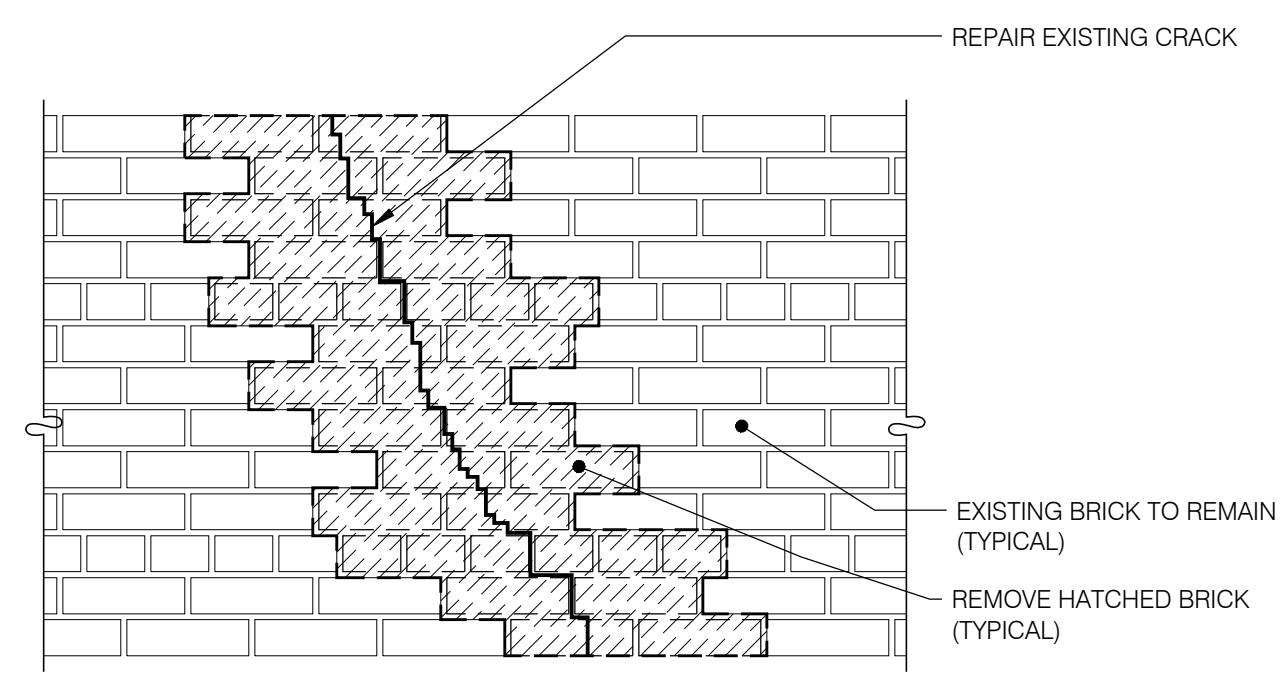 REPAIR EXISTING CRACK
EXISTING BRICK TO REMAIN
(TYPICAL)
REMOVE HATCHED BRICK
(TYPICAL)